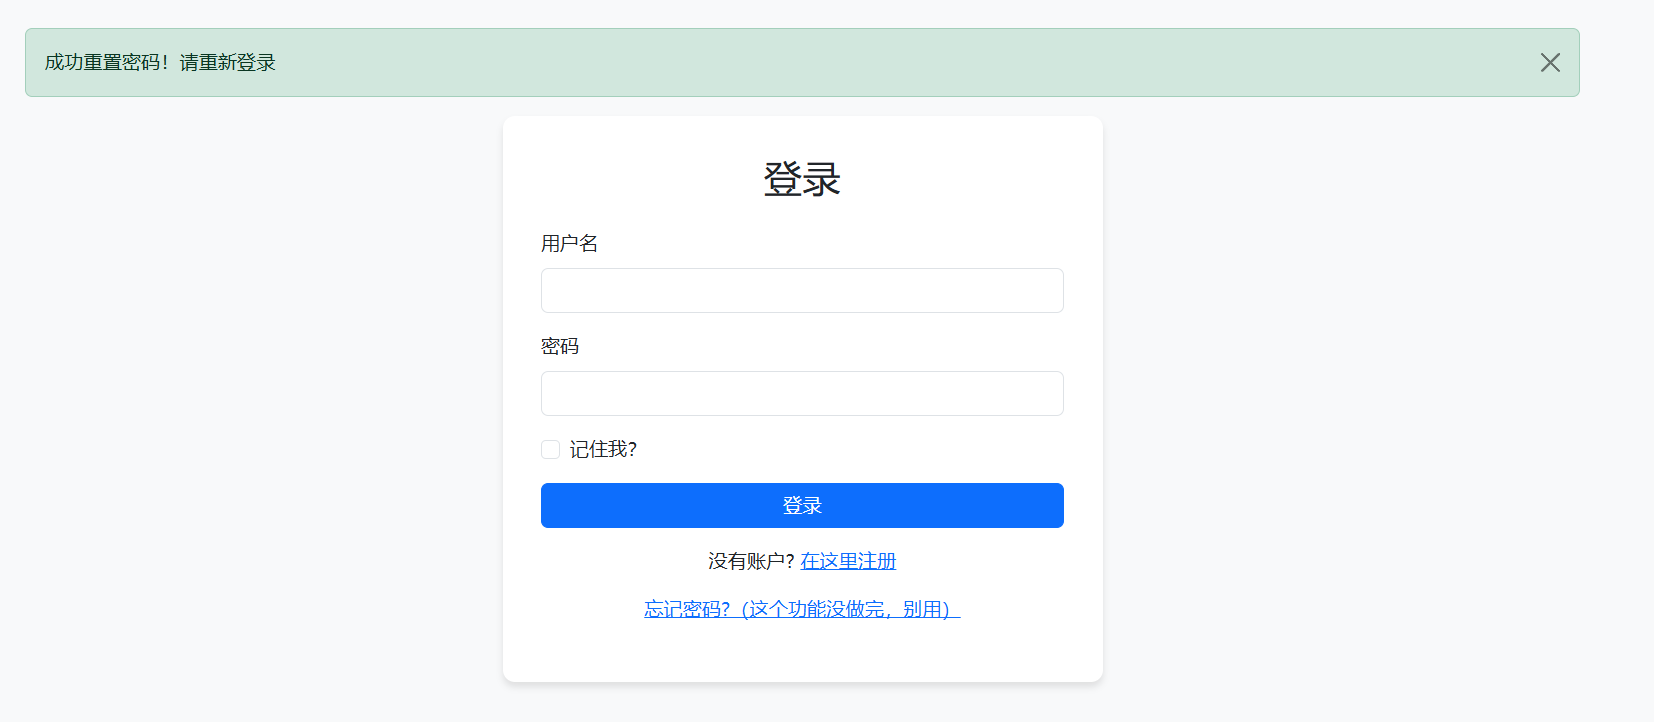 成功重置密码！请重新登录
登录
用户名
密码
记住我?
登录
没有账户? 在这里注册
忘记密码?（这个功能没做完，别用）